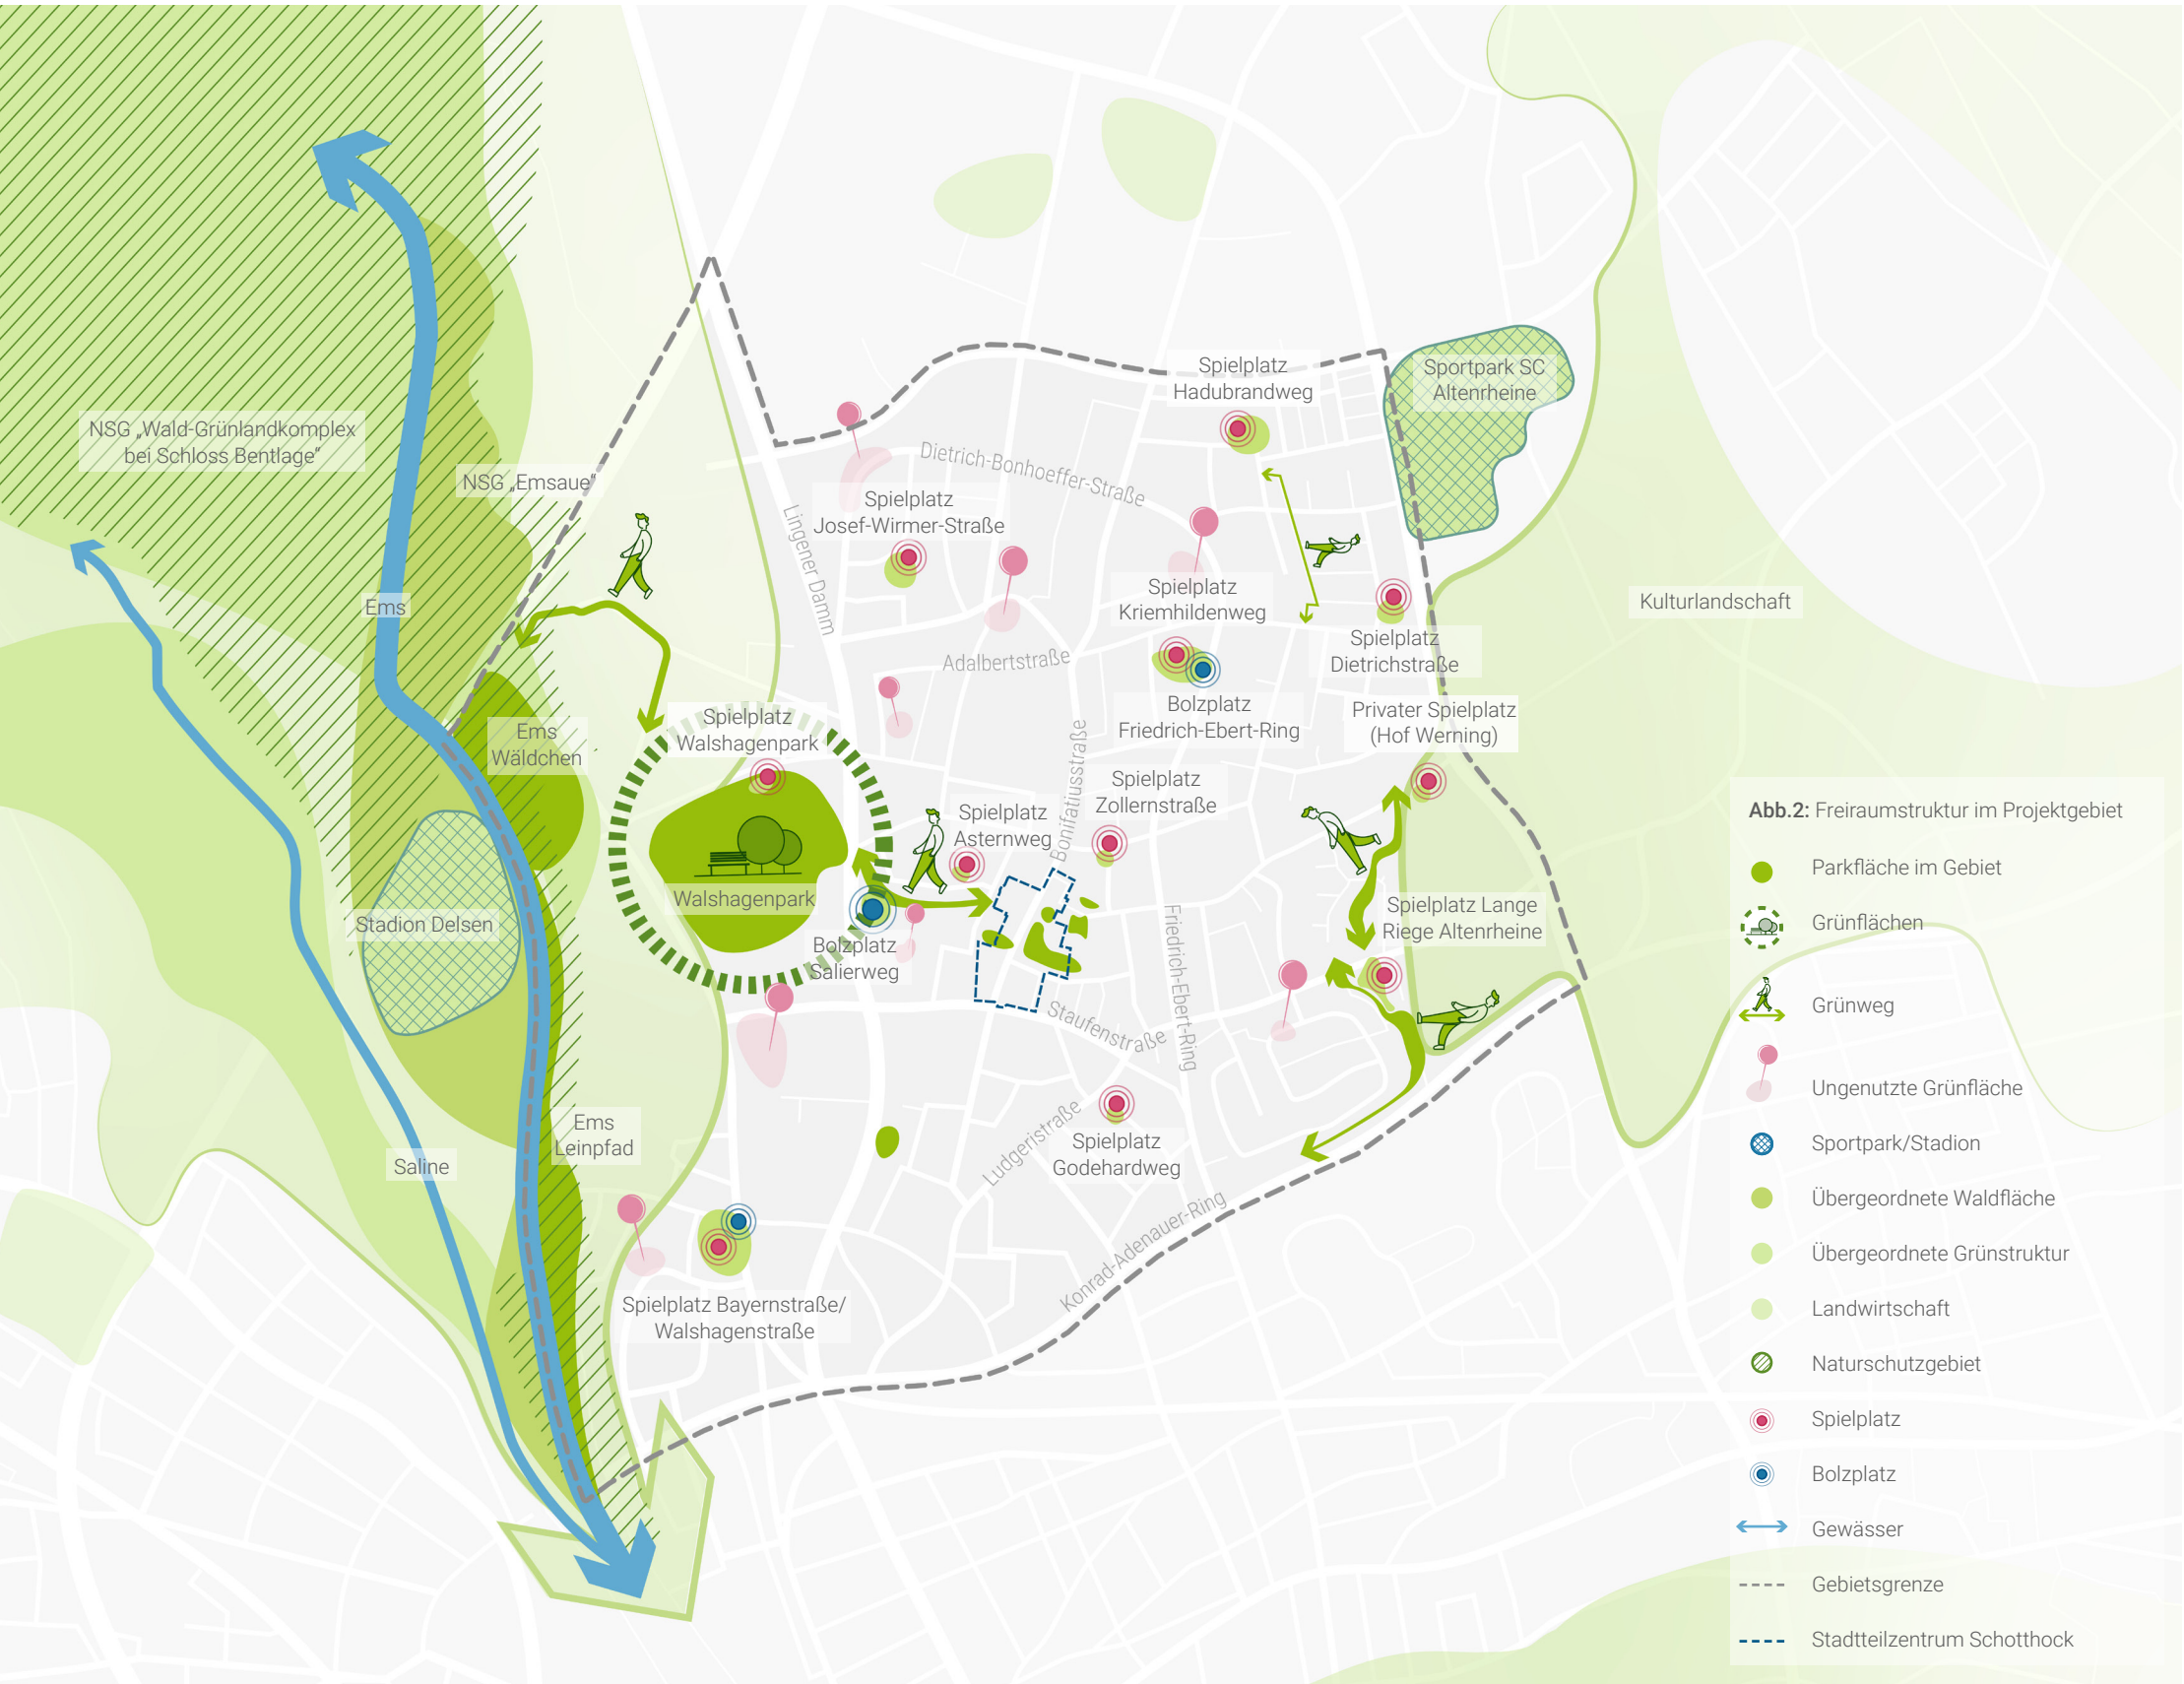 Spielplatz
Hadubrandweg
Sportpark SC
Altenrheine
NSG „Wald-Grünlandkomplex
bei Schloss Bentlage“
NSG „Emsaue“
Dietrich-Bonhoeffer-Straße
Spielplatz
Josef-Wirmer-Straße
Lingener Damm
Spielplatz
Kriemhildenweg
Ems
Kulturlandschaft
Spielplatz
Dietrichstraße
Adalbertstraße
Bolzplatz
Friedrich-Ebert-Ring
Privater Spielplatz
(Hof Werning)
Spielplatz
Walshagenpark
Ems
Wäldchen
Bonifatiusstraße
Spielplatz
Zollernstraße
Spielplatz
Asternweg
Walshagenpark
Stadion Delsen
Spielplatz Lange
Riege Altenrheine
Bolzplatz
Salierweg
Friedrich-Ebert-Ring
Staufenstraße
Ems
Leinpfad
Saline
Ludgeristraße
Spielplatz
Godehardweg
Konrad-Adenauer-Ring
Spielplatz Bayernstraße/
Walshagenstraße
Abb.2: Freiraumstruktur im Projektgebiet
Parkfläche im Gebiet
Grünflächen
Grünweg
Ungenutzte Grünfläche
Sportpark/Stadion
Übergeordnete Waldfläche
Übergeordnete Grünstruktur
Landwirtschaft
Naturschutzgebiet
Spielplatz
Bolzplatz
Gewässer
Gebietsgrenze
Stadtteilzentrum Schotthock